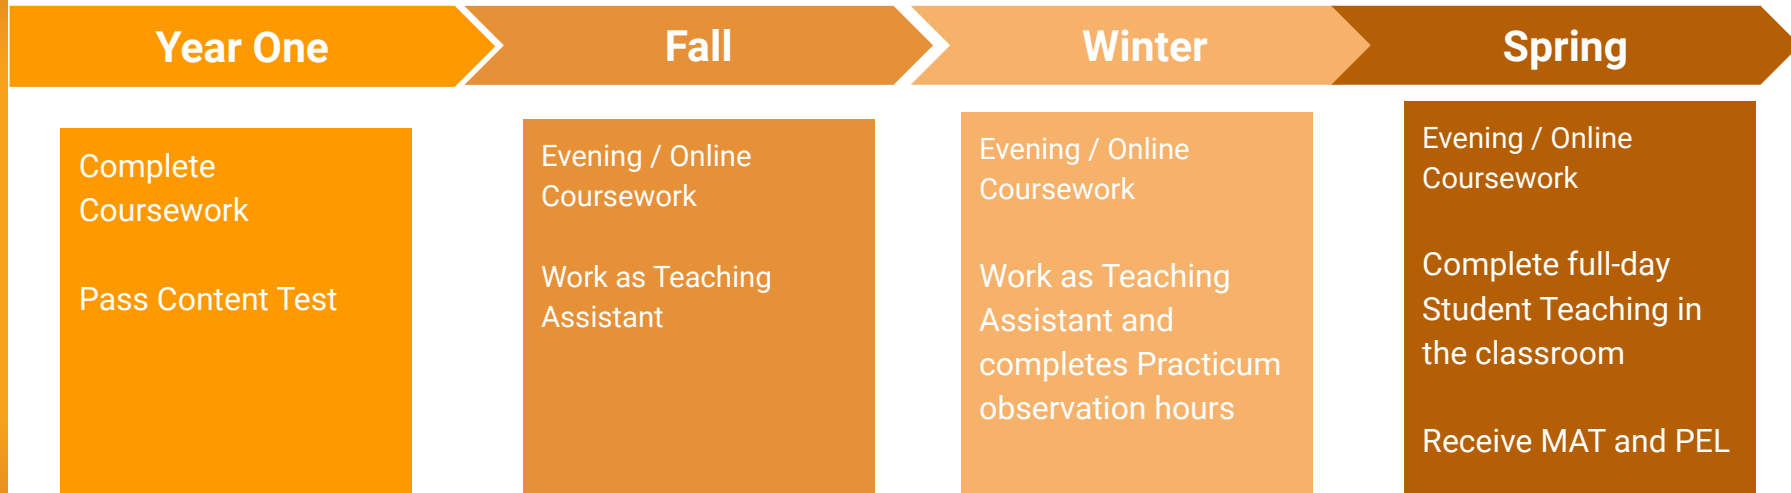 Year One
Fall
Winter
Spring
Complete
Coursework
Pass Content Test
Evening / Online
Coursework
Work as Teaching
Assistant
Evening / Online
Coursework
Work as Teaching
Assistant and
completes Practicum
observation hours
Evening / Online
Coursework
Complete full-day
Student Teaching in
the classroom
Receive MAT and PEL